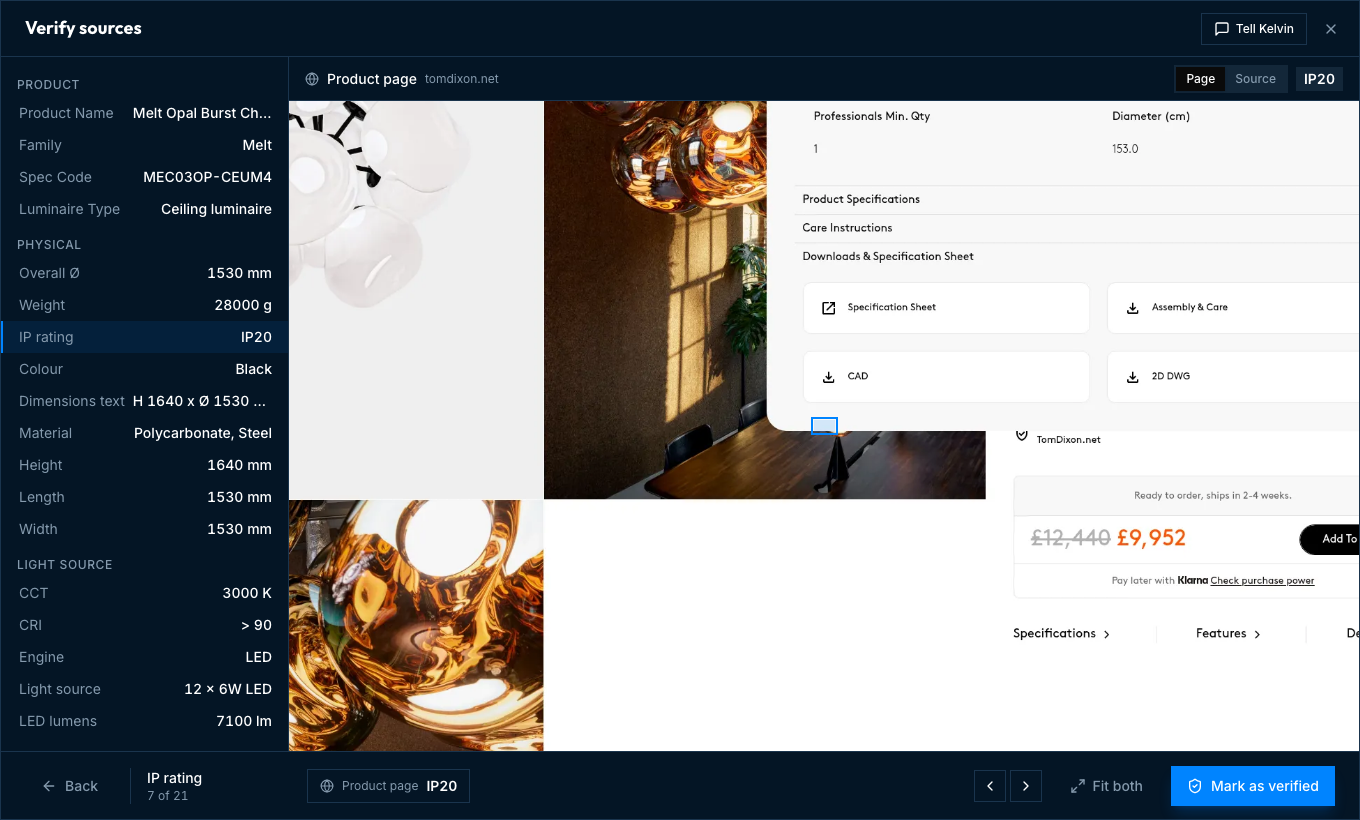 Verify sources
Tell Kelvin
PRODUCT
Product Name Melt Opal Burst Ch...
Family Melt
Spec Code MEC03OP-CEUM4
Luminaire Type Ceiling luminaire
PHYSICAL
Overall Ø 1530 mm
Weight 28000 g
IP rating IP20
Colour Black
Dimensions text H 1640 x Ø 1530 ...
Material Polycarbonate, Steel
Height 1640 mm
Length 1530 mm
Width 1530 mm
LIGHT SOURCE
CCT 3000 K
CRI > 90
Engine LED
Light source 12 × 6W LED
LED lumens 7100 lm
Product page tomdixon.net
Page Source IP20
Professionals Min. Qty Diameter (cm)
1 153.0
Product Specifications
Care Instructions
Downloads & Specification Sheet
Specification Sheet Assembly & Care
CAD 2D DWG
TomDixon.net
Ready to order, ships in 2-4 weeks.
£12,440 £9,952 Add To
Pay later with Klarna Check purchase power
Specifications Features De
Back
IP rating
7 of 21
Product page IP20
Fit both
Mark as verified